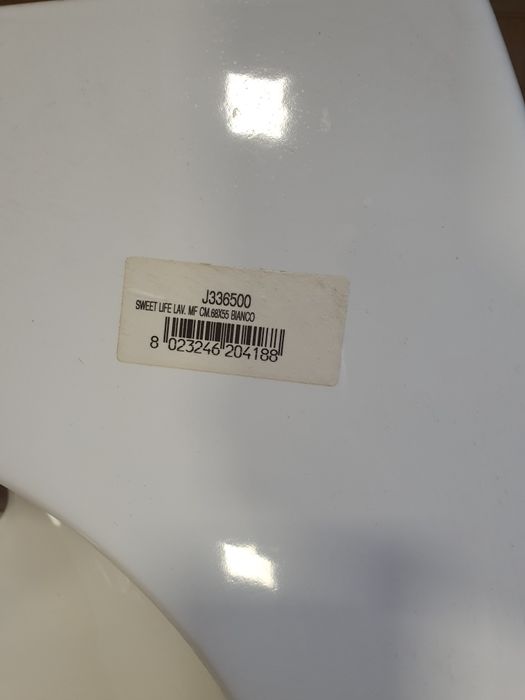 J336500
SWEET LIFE LAV. MF CM.68X55 BIANCO
8 023246 204188